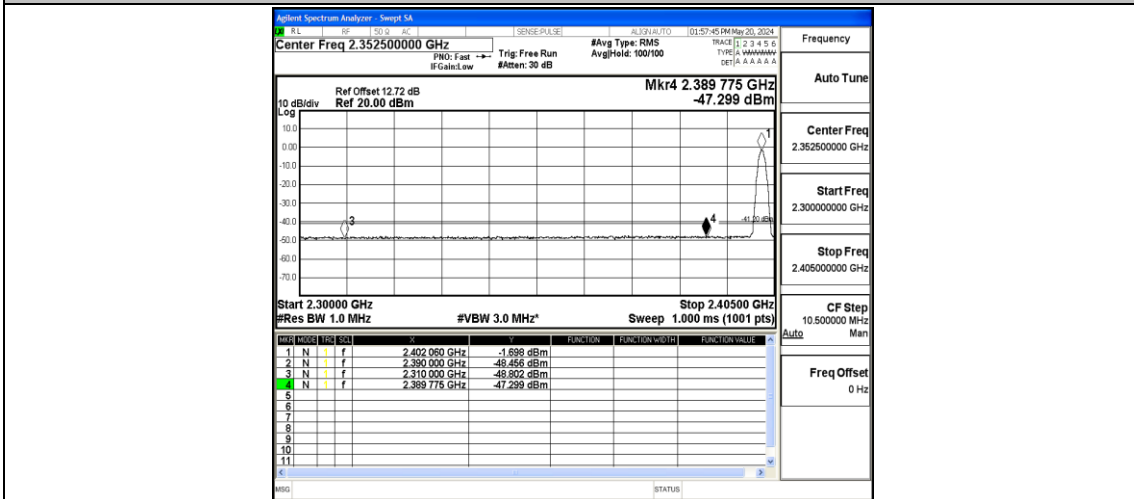 Agilent Spectrum Analyzer - Swept SA
RL RF 50 Ω AC SENSE:PULSE ALIGNAUTO 01:57:45 PM May 20, 2024
Center Freq 2.352500000 GHz
#Avg Type: RMS
TRACE 1 2 3 4 5 6
PNO: Fast Trig: Free Run Avg|Hold: 100/100
TYPE A WWWWW
IFGain:Low #Atten: 30 dB
DET A A A A A A
Mkr4 2.389 775 GHz
-47.299 dBm
Ref Offset 12.72 dB
10 dB/div Ref 20.00 dBm
Log
10.0
0.00
-10.0
-20.0
-30.0
-40.0
-50.0
-60.0
-70.0
1
3
4
-41.00 dBm
Start 2.30000 GHz Stop 2.40500 GHz
#Res BW 1.0 MHz #VBW 3.0 MHz* Sweep 1.000 ms (1001 pts)
MKR MODE TRC SCL X Y FUNCTION FUNCTION WIDTH FUNCTION VALUE
1 N 1 f 2.402 060 GHz -1.698 dBm
2 N 1 f 2.390 000 GHz -48.456 dBm
3 N 1 f 2.310 000 GHz -48.802 dBm
4 N 1 f 2.389 775 GHz -47.299 dBm
5
6
7
8
9
10
11
MSG STATUS
Frequency
Auto Tune
Center Freq
2.352500000 GHz
Start Freq
2.300000000 GHz
Stop Freq
2.405000000 GHz
CF Step
10.500000 MHz
Auto Man
Freq Offset
0 Hz